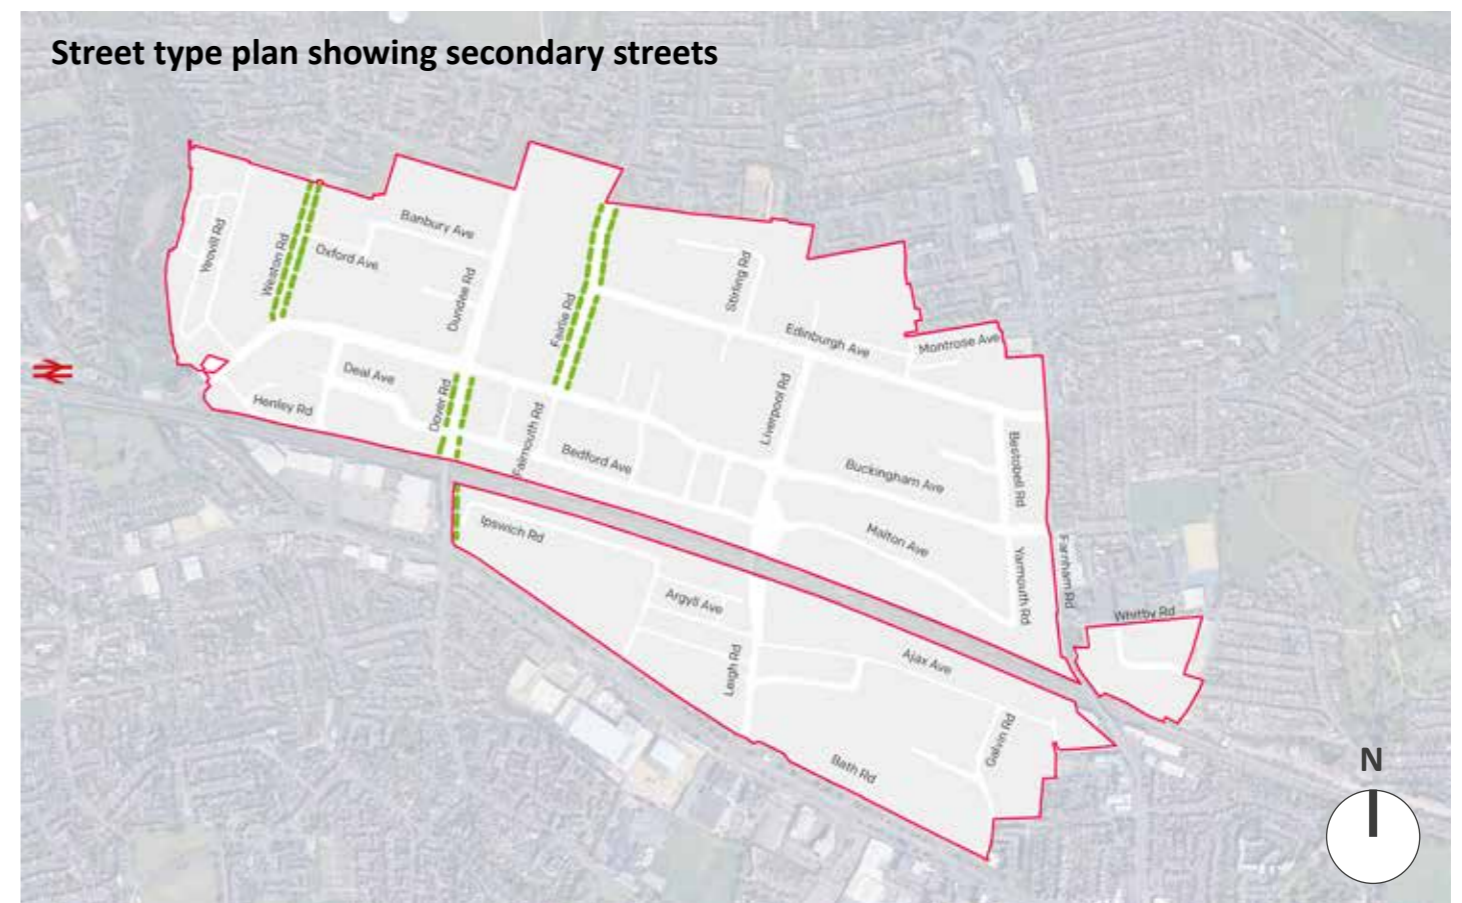 Street type plan showing secondary streets
Yeovill Rd
Weston Rd
Oxford Ave
Banbury Ave
Dundee Rd
Fairlie Rd
Stirling Rd
Edinburgh Ave
Montrose Ave
Deal Ave
Henley Rd
Dover Rd
Falmouth Rd
Bedford Ave
Liverpool Rd
Buckingham Ave
Bestobell Rd
Malton Ave
Yarmouth Rd
Farnham Rd
Whitby Rd
Ipswich Rd
Argyll Ave
Leigh Rd
Ajax Ave
Galvin Rd
Bath Rd
N